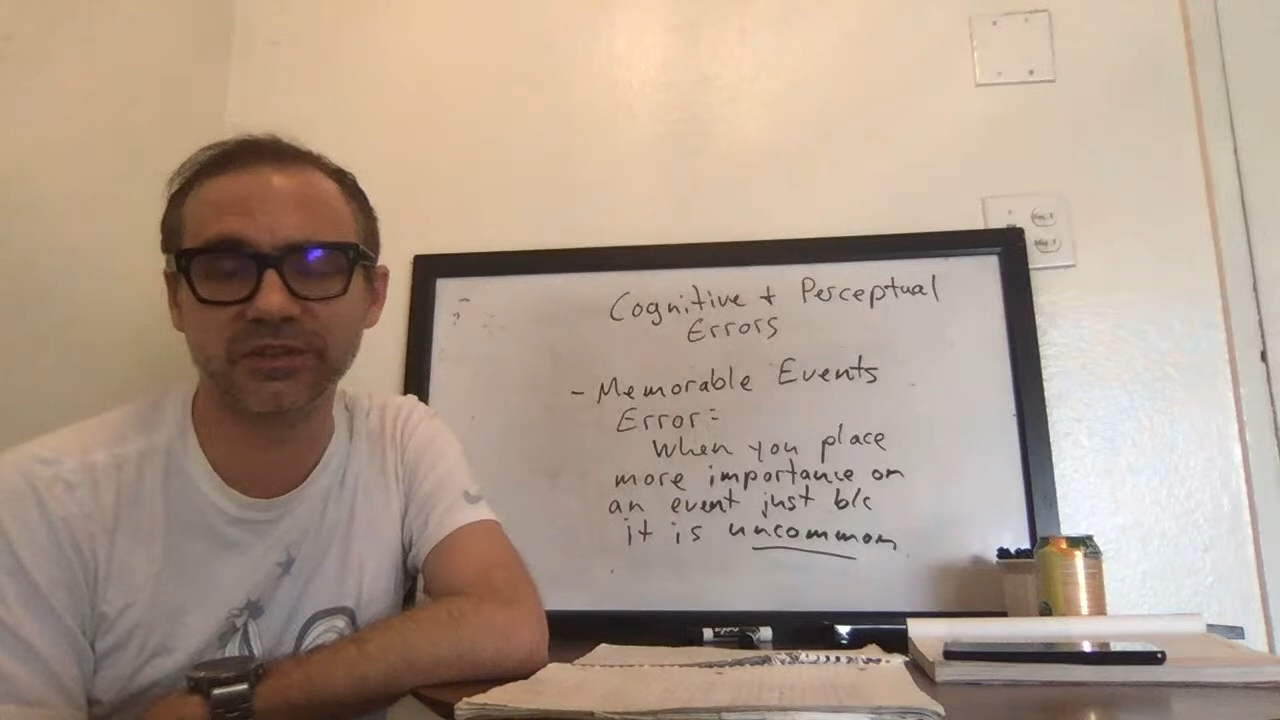 Cognitive + Perceptual
Errors
- Memorable Events
Error:
When you place
more importance on
an event just b/c
it is uncommon